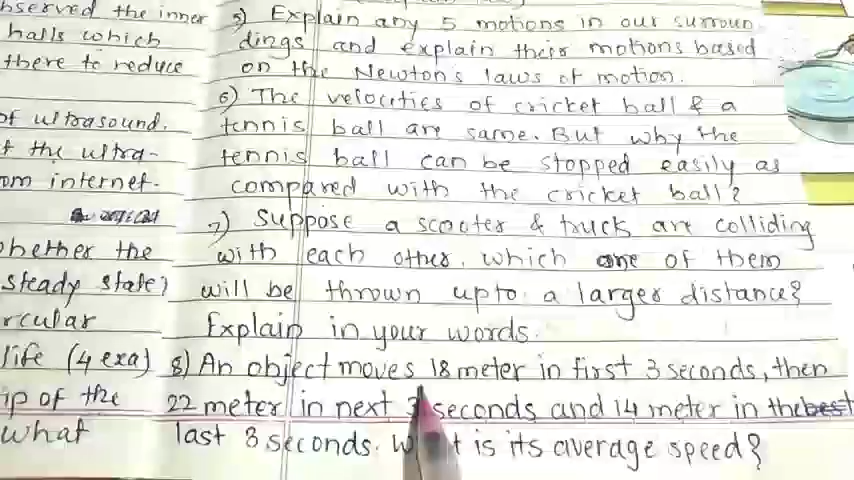 bserved the inner
halls which
there to reduce
of ultrasound.
the ultra-
om internet.
whether the
steady state?
rcular
life (4 exa)
ip of the
what
5) Explain any 5 motions in our surroun
dings and explain their motions based
on the Newton's laws of motion.
6) The velocities of cricket ball & a
tennis ball are same. But why the
tennis ball can be stopped easily as
compared with the cricket ball?
7) Suppose a scooter & truck are colliding
with each other. which one of them
will be thrown upto a larger distance?
Explain in your words.
8) An object moves 18 meter in first 3 seconds, then
22 meter in next 3 seconds and 14 meter in the
last 3 seconds. is its average speed?